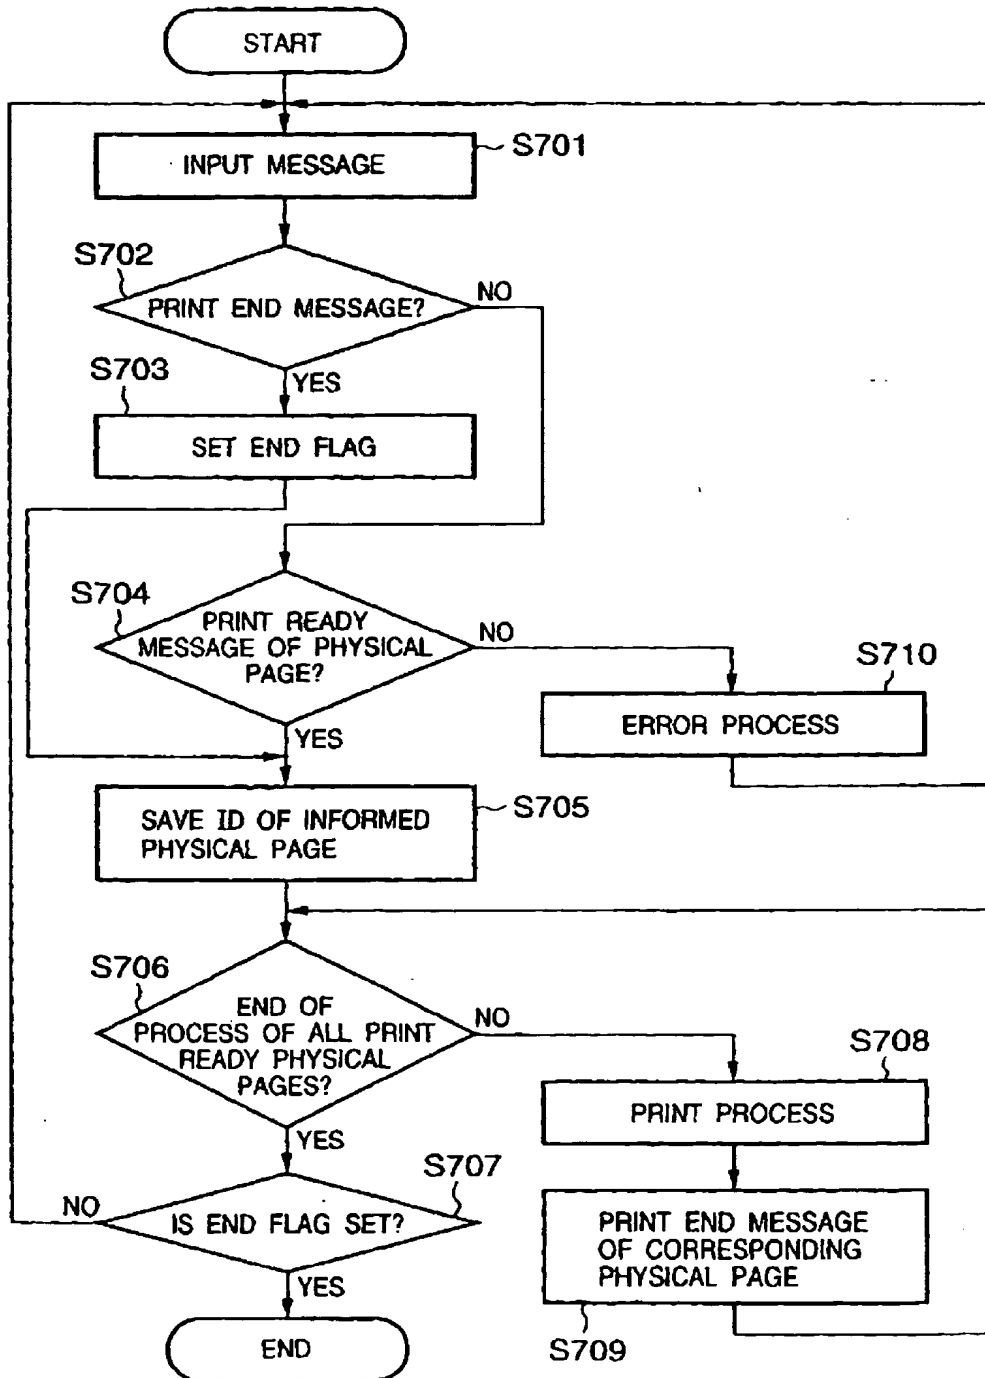 START
INPUT MESSAGE
S701
S702
PRINT END MESSAGE?
NO
YES
S703
SET END FLAG
S704
PRINT READY
MESSAGE OF PHYSICAL
PAGE?
NO
YES
S710
ERROR PROCESS
SAVE ID OF INFORMED
PHYSICAL PAGE
S705
S706
END OF
PROCESS OF ALL PRINT
READY PHYSICAL
PAGES?
NO
YES
S708
PRINT PROCESS
S707
IS END FLAG SET?
NO
YES
PRINT END MESSAGE
OF CORRESPONDING
PHYSICAL PAGE
S709
END